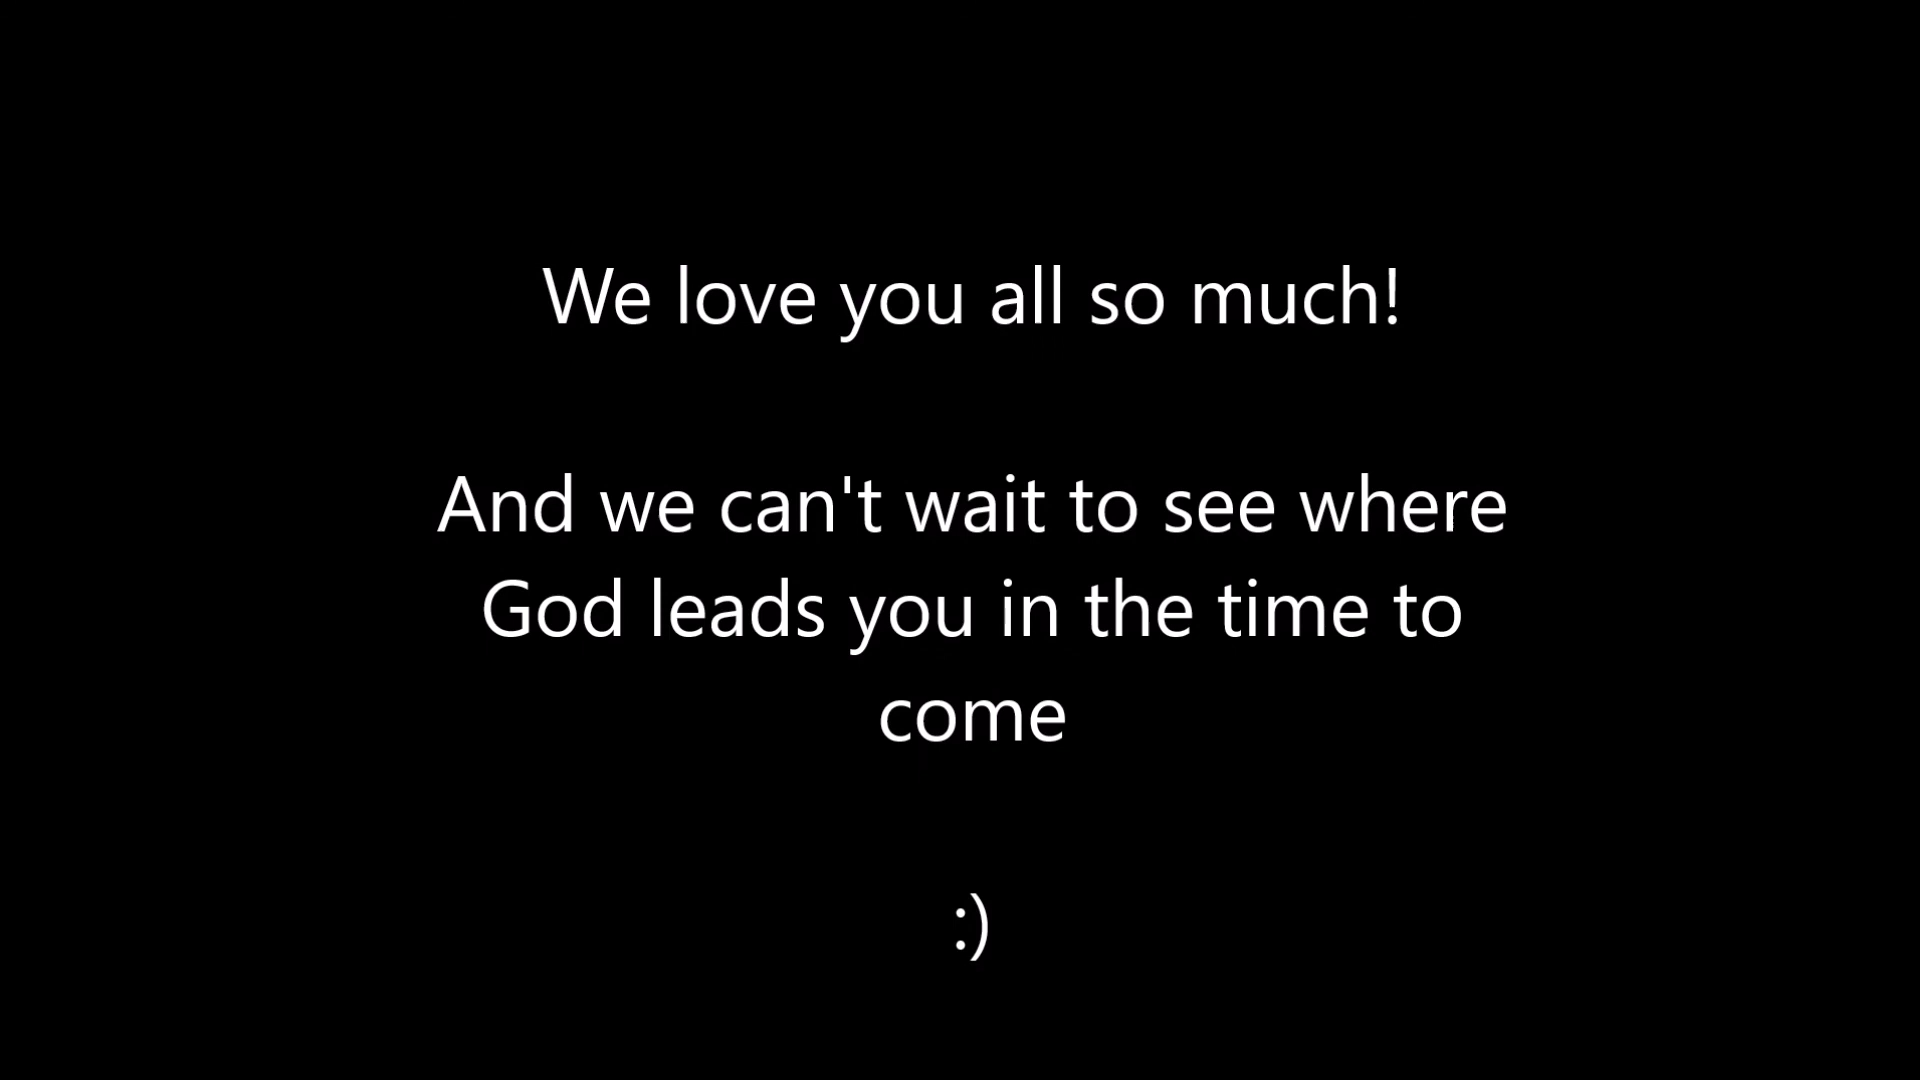 We love you all so much!
And we can't wait to see where
God leads you in the time to
come
:)